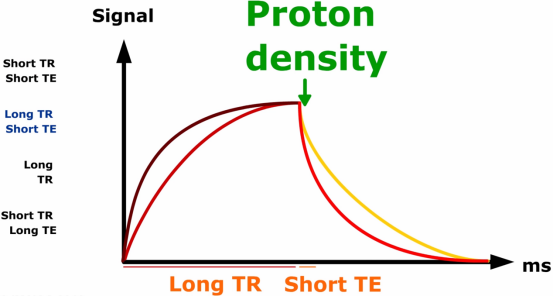 Signal
Proton
density
Short TR
Short TE
Long TR
Short TE
Long
TR
Short TR
Long TE
ms
Long TR
Short TE